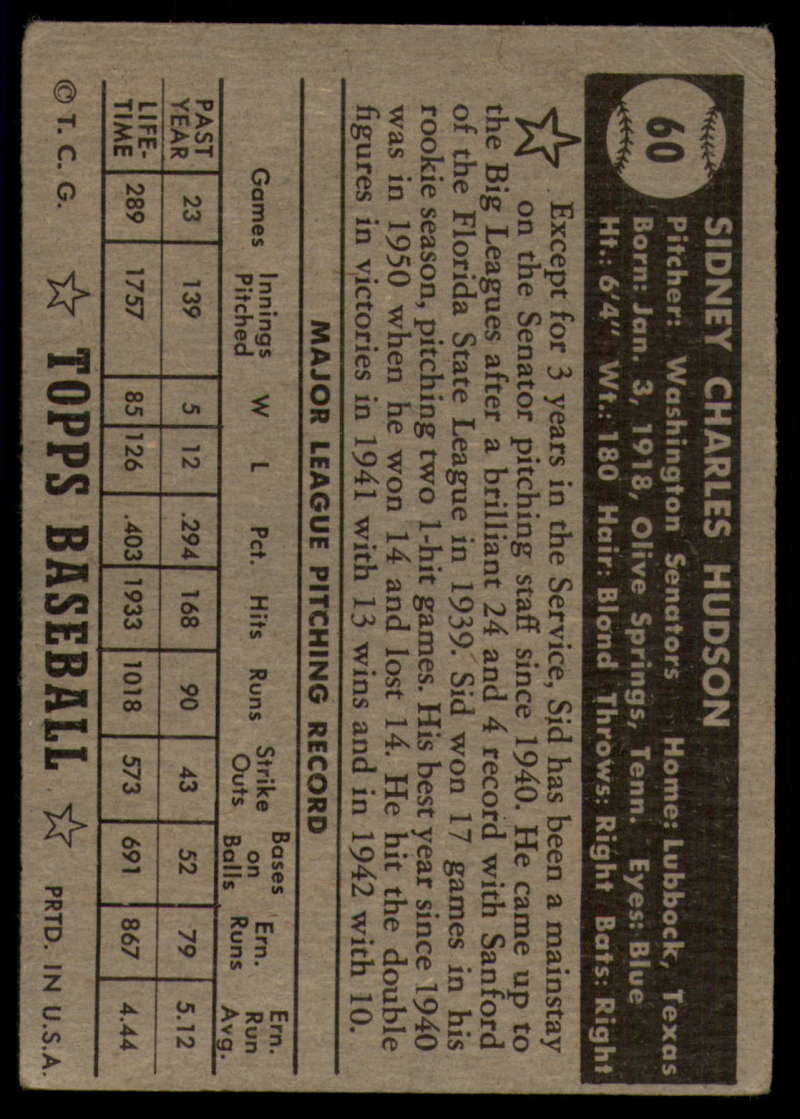 60
SIDNEY CHARLES HUDSON
Pitcher: Washington Senators Home: Lubbock, Texas
Born: Jan. 3, 1918, Olive Springs, Tenn. Eyes: Blue
Ht.: 6'4" Wt.: 180 Hair: Blond Throws: Right Bats: Right
Except for 3 years in the Service, Sid has been a mainstay
on the Senator pitching staff since 1940. He came up to
the Big Leagues after a brilliant 24 and 4 record with Sanford
of the Florida State League in 1939. Sid won 17 games in his
rookie season, pitching two 1-hit games. His best year since 1940
was in 1950 when he won 14 and lost 14. He hit the double
figures in victories in 1941 with 13 wins and in 1942 with 10.
MAJOR LEAGUE PITCHING RECORD
Games Innings Pitched W L Pct. Hits Runs Strike Outs Bases on Balls Ern. Runs Ern. Run Avg.
PAST YEAR 23 139 5 12 .294 168 90 43 52 79 5.12
LIFE-TIME 289 1757 85 126 .403 1933 1018 573 691 867 4.44
© T. C. G. ☆ TOPPS BASEBALL ☆ PRTD. IN U.S.A.